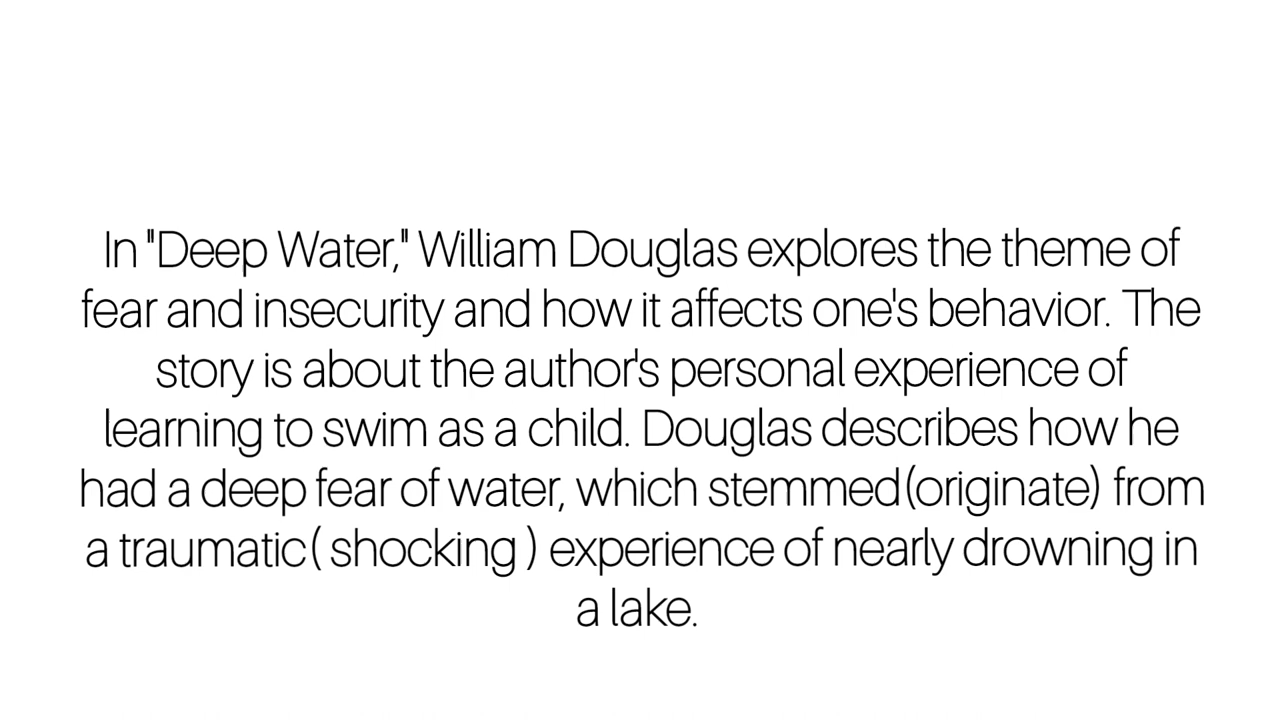 In "Deep Water," William Douglas explores the theme of
fear and insecurity and how it affects one's behavior. The
story is about the author's personal experience of
learning to swim as a child. Douglas describes how he
had a deep fear of water, which stemmed(originate) from
a traumatic( shocking ) experience of nearly drowning in
a lake.